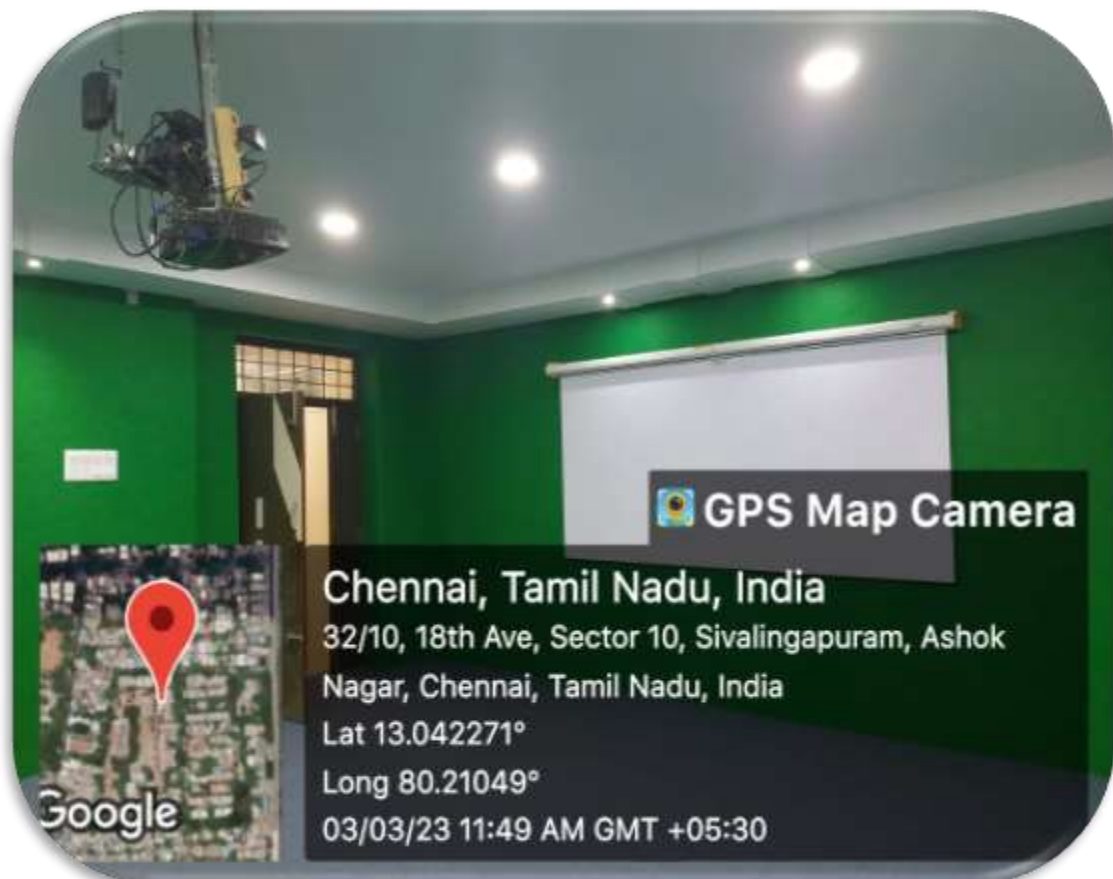 GPS Map Camera
Chennai, Tamil Nadu, India
32/10, 18th Ave, Sector 10, Sivalingapuram, Ashok
Nagar, Chennai, Tamil Nadu, India
Lat 13.042271°
Long 80.21049°
03/03/23 11:49 AM GMT +05:30
Google